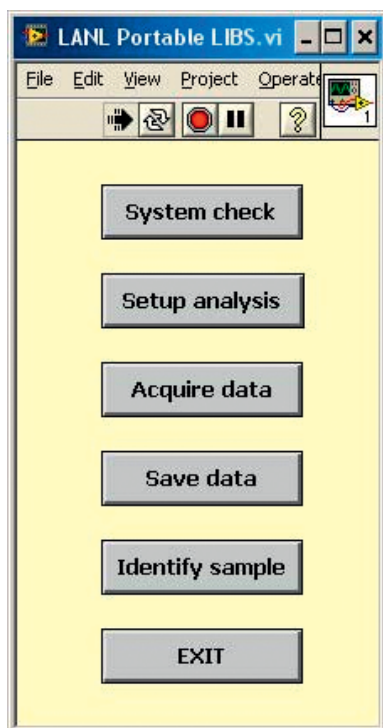 LANL Portable LIBS.vi
File Edit View Project Operate
1
System check
Setup analysis
Acquire data
Save data
Identify sample
EXIT